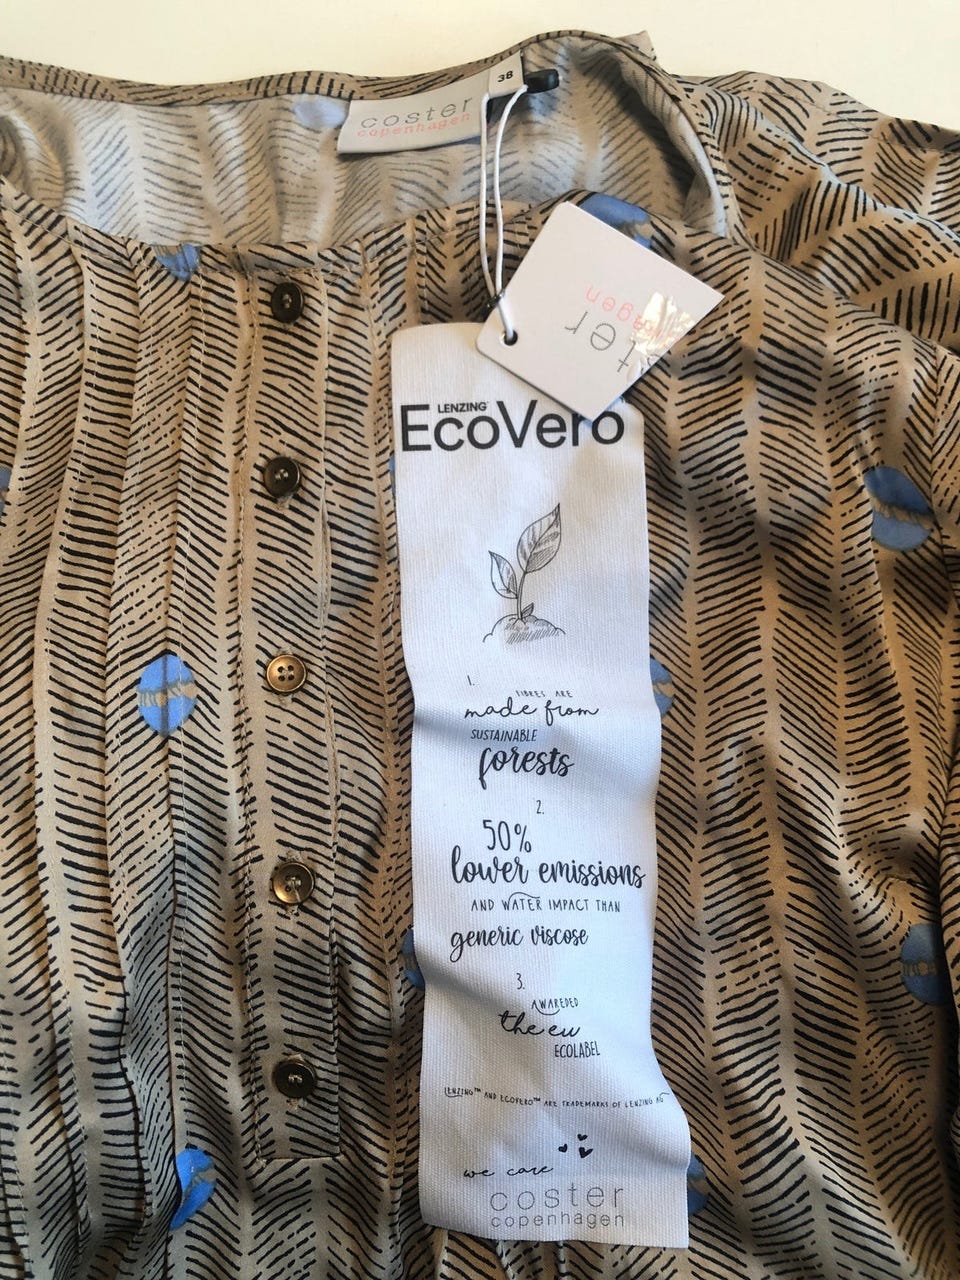 38
coster
copenhagen
ter
hagen
LENZING
EcoVero
1.
FIBRES ARE
made from
SUSTAINABLE
forests
2.
50%
lower emissions
AND WATER IMPACT THAN
generic viscose
3.
AWAREDED
the eu
ECOLABEL
LENZING™ AND ECOVERO™ ARE TRADEMARKS OF LENZING AG
we care
coster
copenhagen